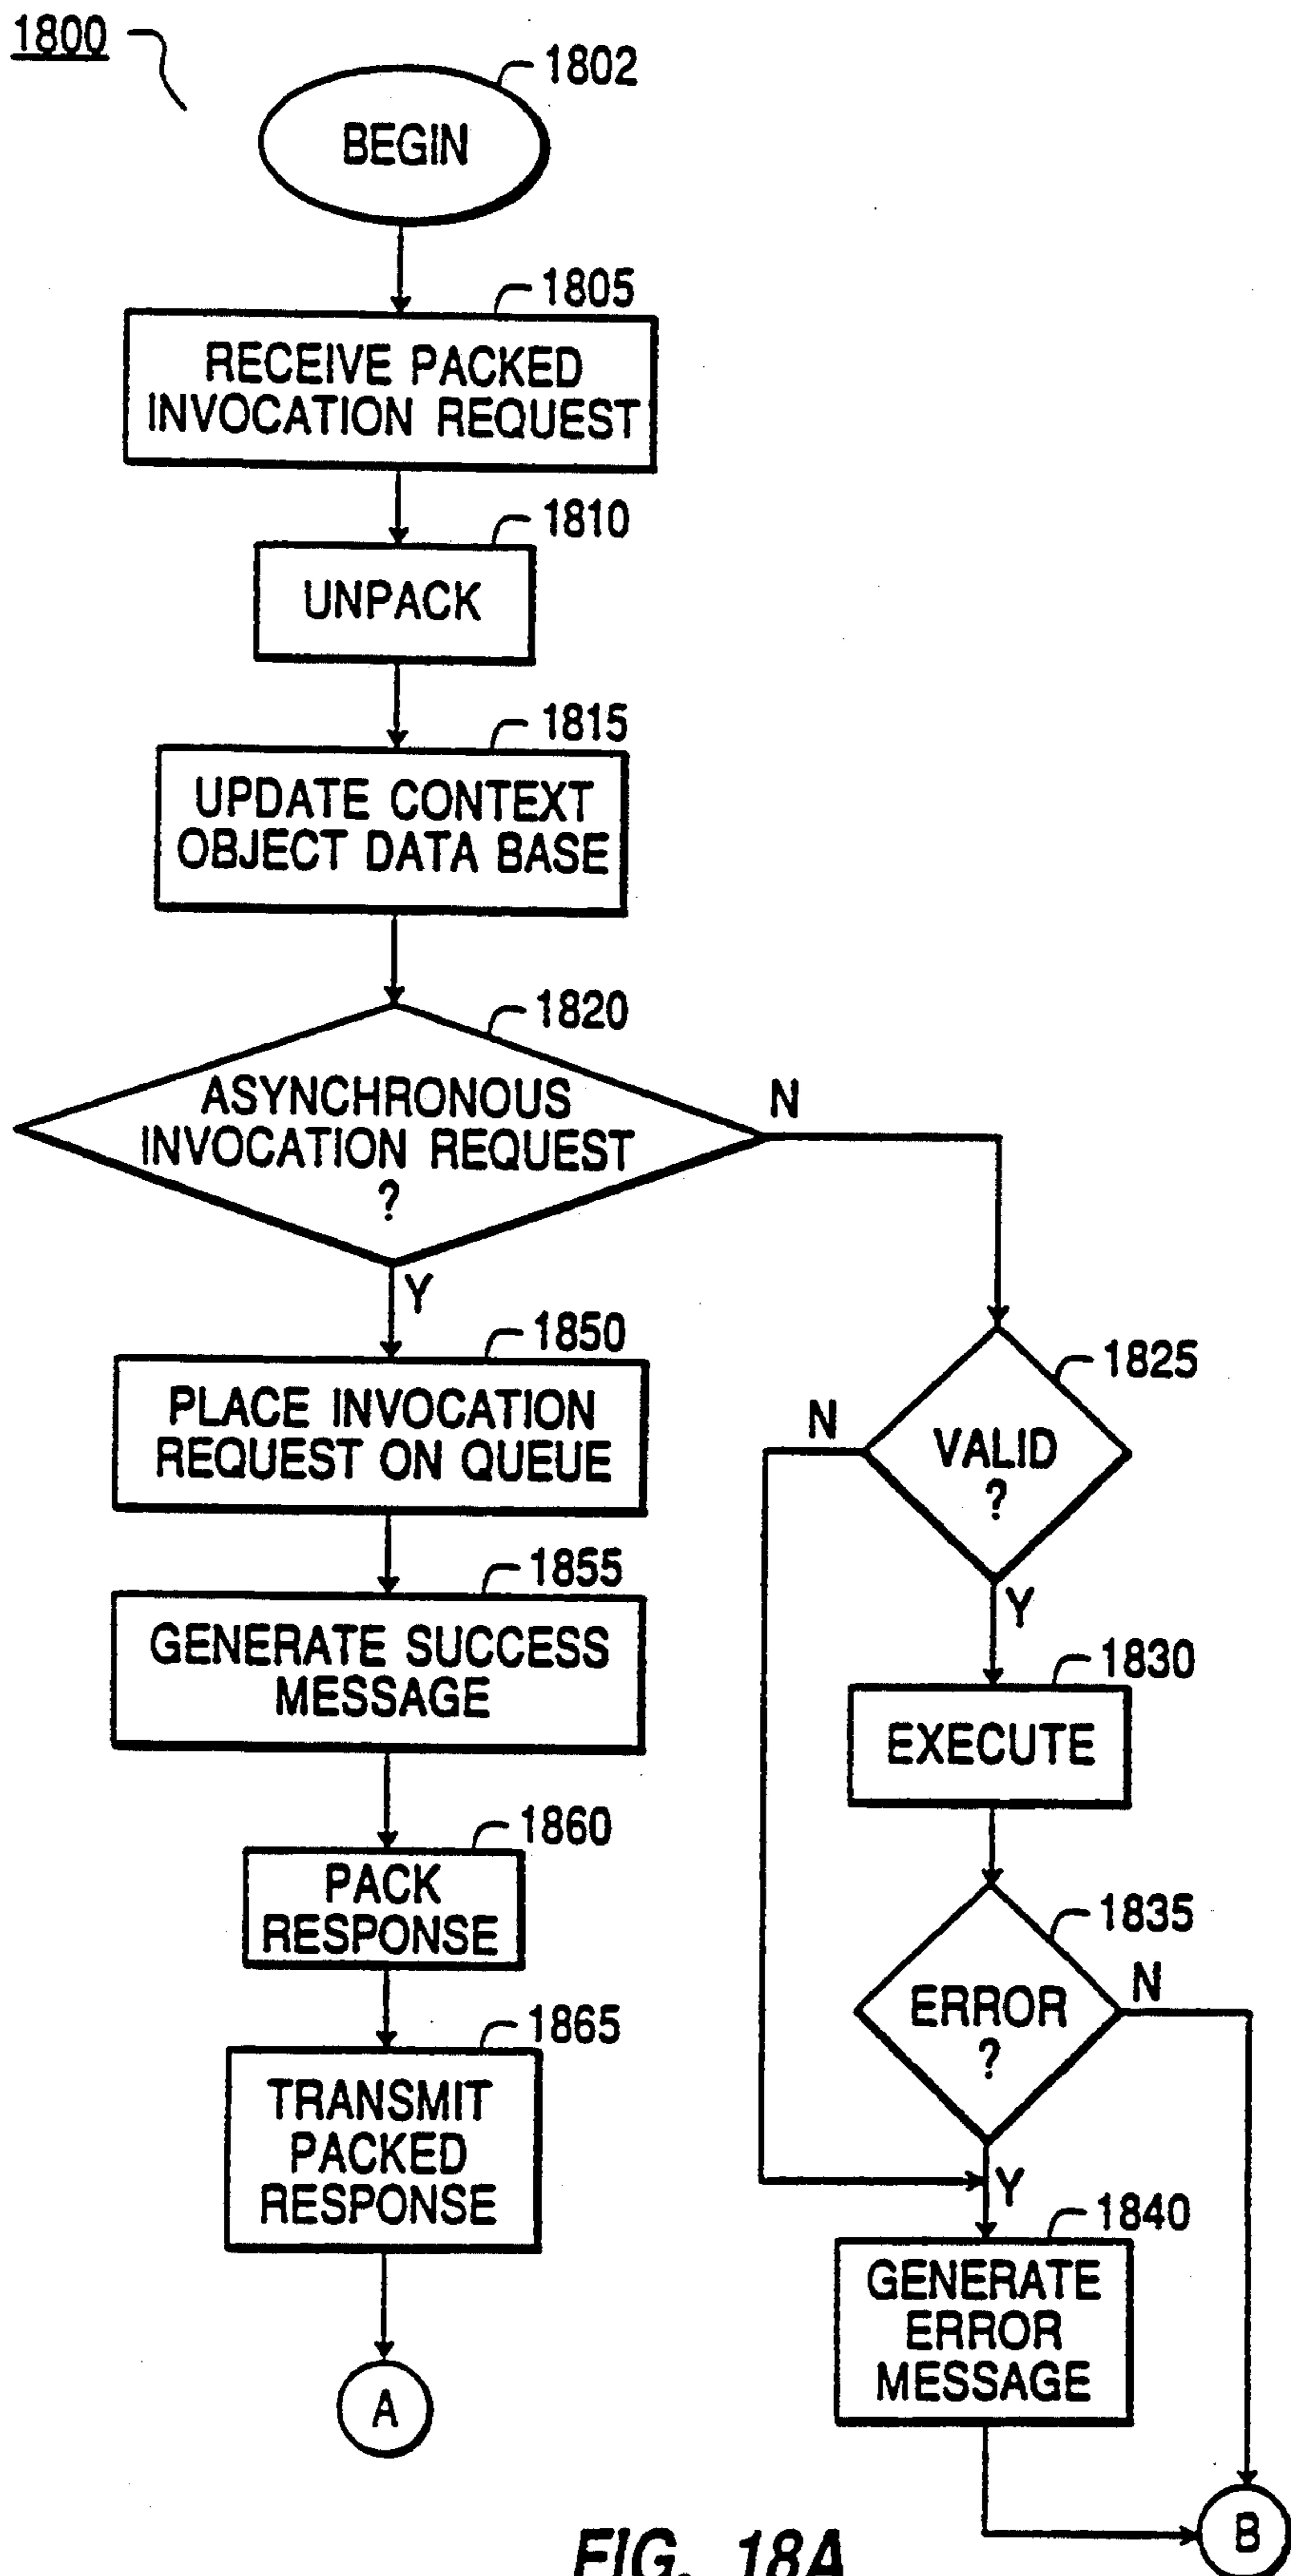 1800
1802
BEGIN
1805
RECEIVE PACKED
INVOCATION REQUEST
1810
UNPACK
1815
UPDATE CONTEXT
OBJECT DATA BASE
1820
ASYNCHRONOUS
INVOCATION REQUEST
?
N
Y
1850
PLACE INVOCATION
REQUEST ON QUEUE
1855
GENERATE SUCCESS
MESSAGE
1860
PACK
RESPONSE
1865
TRANSMIT
PACKED
RESPONSE
A
1825
VALID
?
N
Y
1830
EXECUTE
1835
ERROR
?
N
Y
1840
GENERATE
ERROR
MESSAGE
B
FIG. 18A